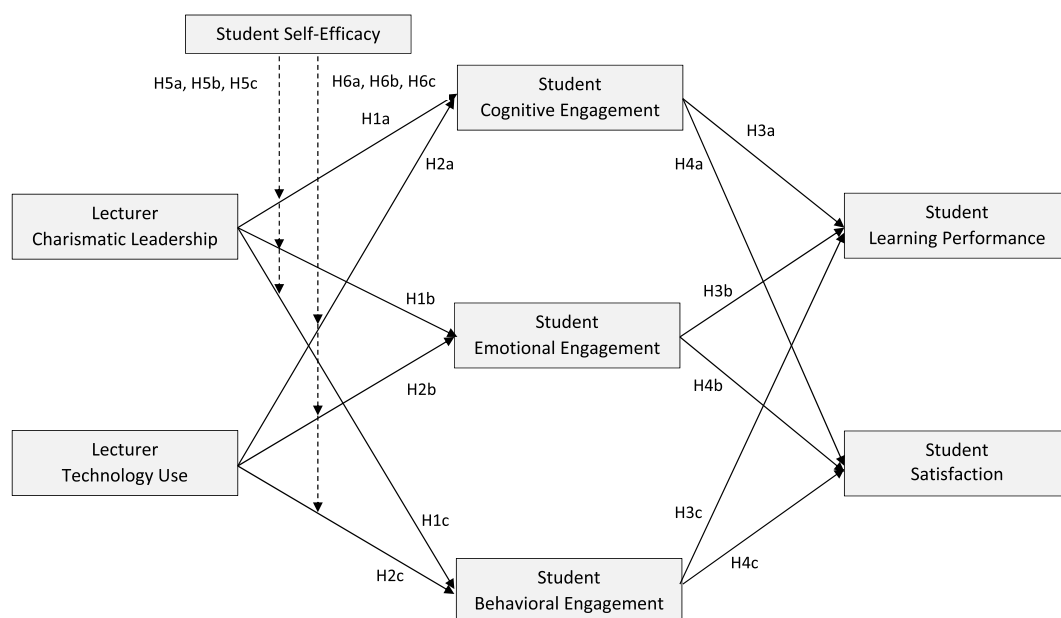 Student Self-Efficacy
H5a, H5b, H5c
H6a, H6b, H6c
Student
Cognitive Engagement
H1a
H2a
H3a
H4a
Lecturer
Charismatic Leadership
Student
Learning Performance
H1b
H3b
Student
Emotional Engagement
H2b
H4b
Lecturer
Technology Use
Student
Satisfaction
H1c
H3c
H2c
H4c
Student
Behavioral Engagement